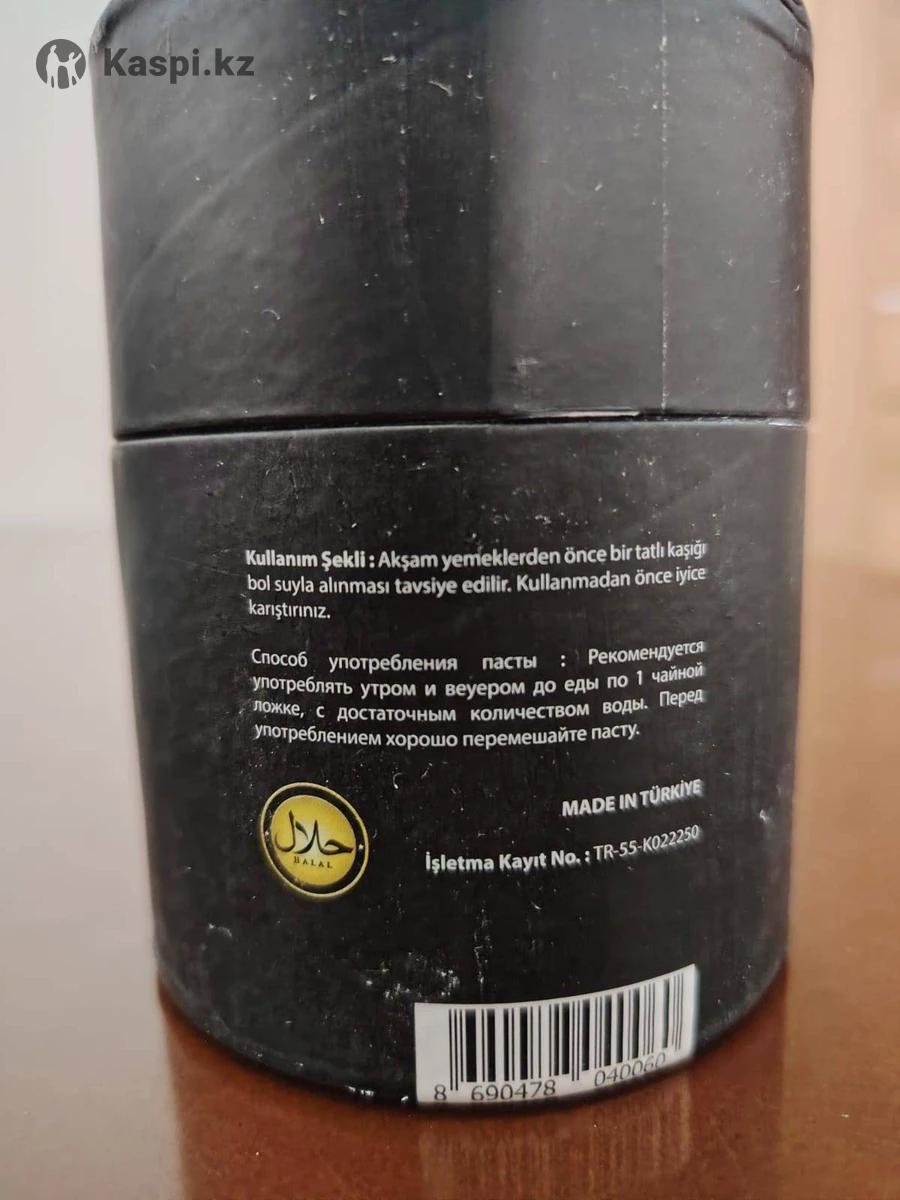 Kaspi.kz
Kullanım Şekli : Akşam yemeklerden önce bir tatlı kaşığı
bol suyla alınması tavsiye edilir. Kullanmadan önce iyice
karıştırınız.
Способ употребления пасты : Рекомендуется
употреблять утром и веуером до еды по 1 чайной
ложке, с достаточным количеством воды. Перед
употреблением хорошо перемешайте пасту.
حلال
HALAL
MADE IN TÜRKİYE
İşletma Kayıt No. : TR-55-K022250
8 690478 040060